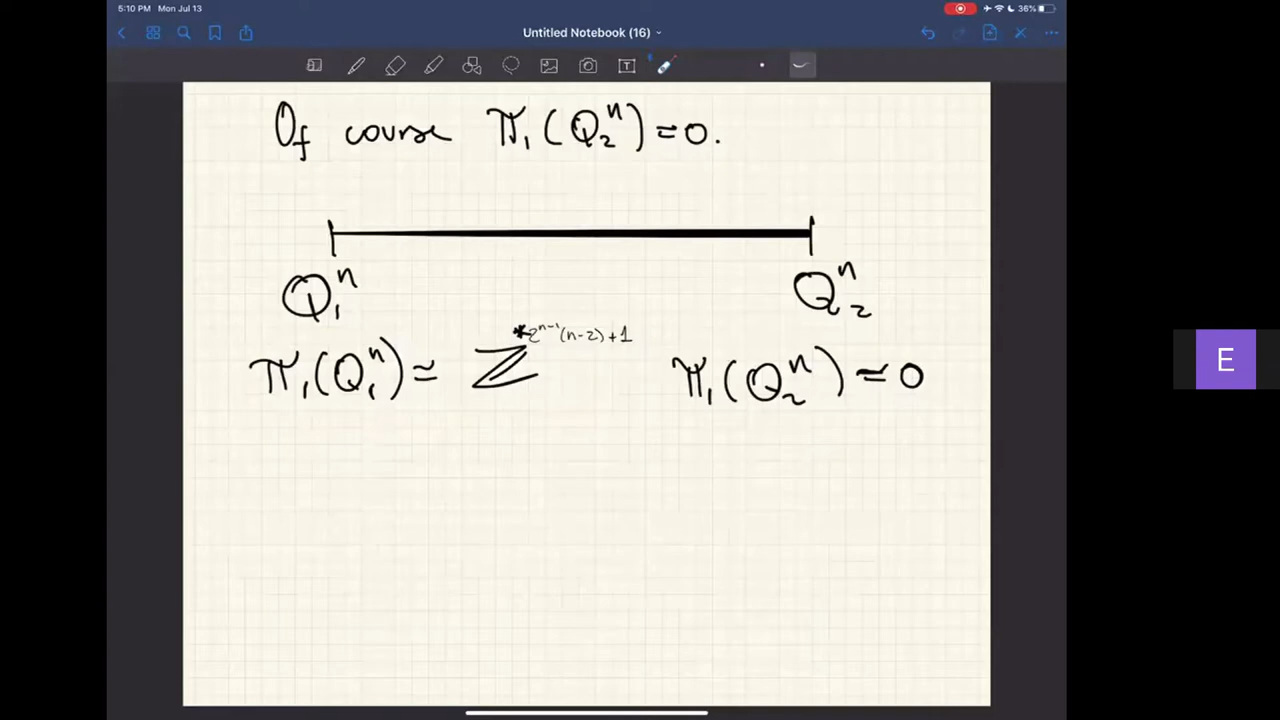 5:10 PM Mon Jul 13
36%
Untitled Notebook (16)
T
Of course π₁(Q₂ⁿ)=0.
Q₁ⁿ Q₂ⁿ
π₁(Q₁ⁿ)≃ ℤ^{*2^{n-1}(n-2)+1} π₁(Q₂ⁿ)≃0
E